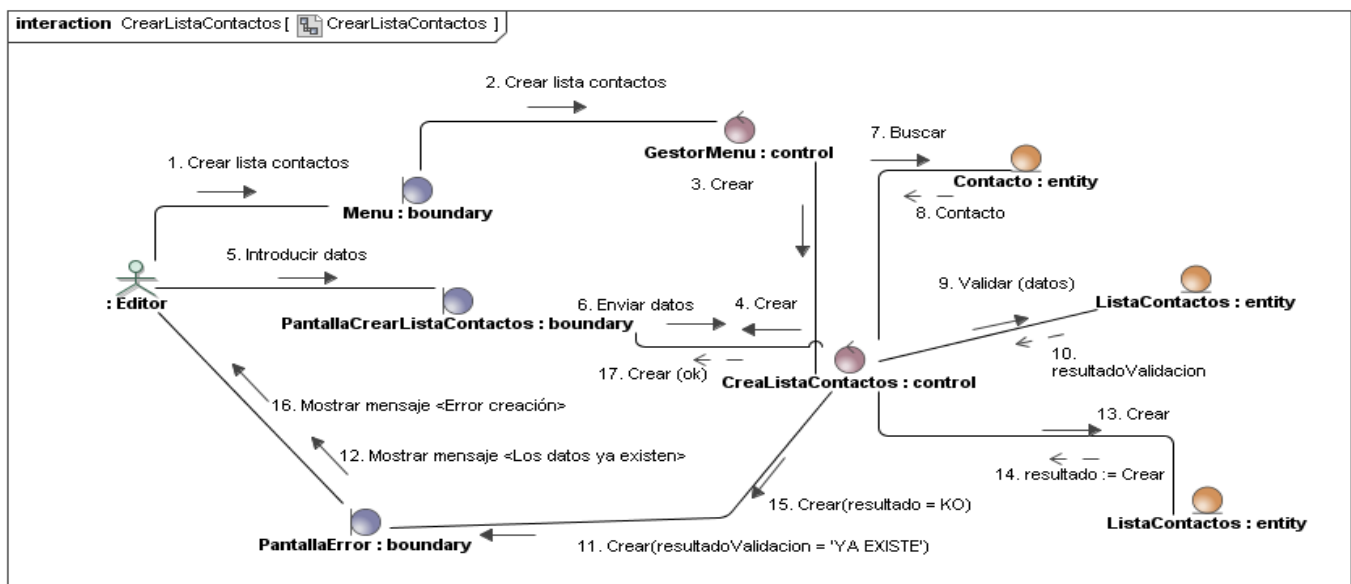 interaction CrearListaContactos [ CrearListaContactos ]
2. Crear lista contactos
GestorMenu : control
7. Buscar
1. Crear lista contactos
3. Crear
Contacto : entity
Menu : boundary
8. Contacto
5. Introducir datos
9. Validar (datos)
ListaContactos : entity
: Editor
6. Enviar datos
4. Crear
PantallaCrearListaContactos : boundary
10.
resultadoValidacion
17. Crear (ok)
CreaListaContactos : control
16. Mostrar mensaje <Error creación>
13. Crear
12. Mostrar mensaje <Los datos ya existen>
14. resultado := Crear
15. Crear(resultado = KO)
ListaContactos : entity
PantallaError : boundary
11. Crear(resultadoValidacion = 'YA EXISTE')